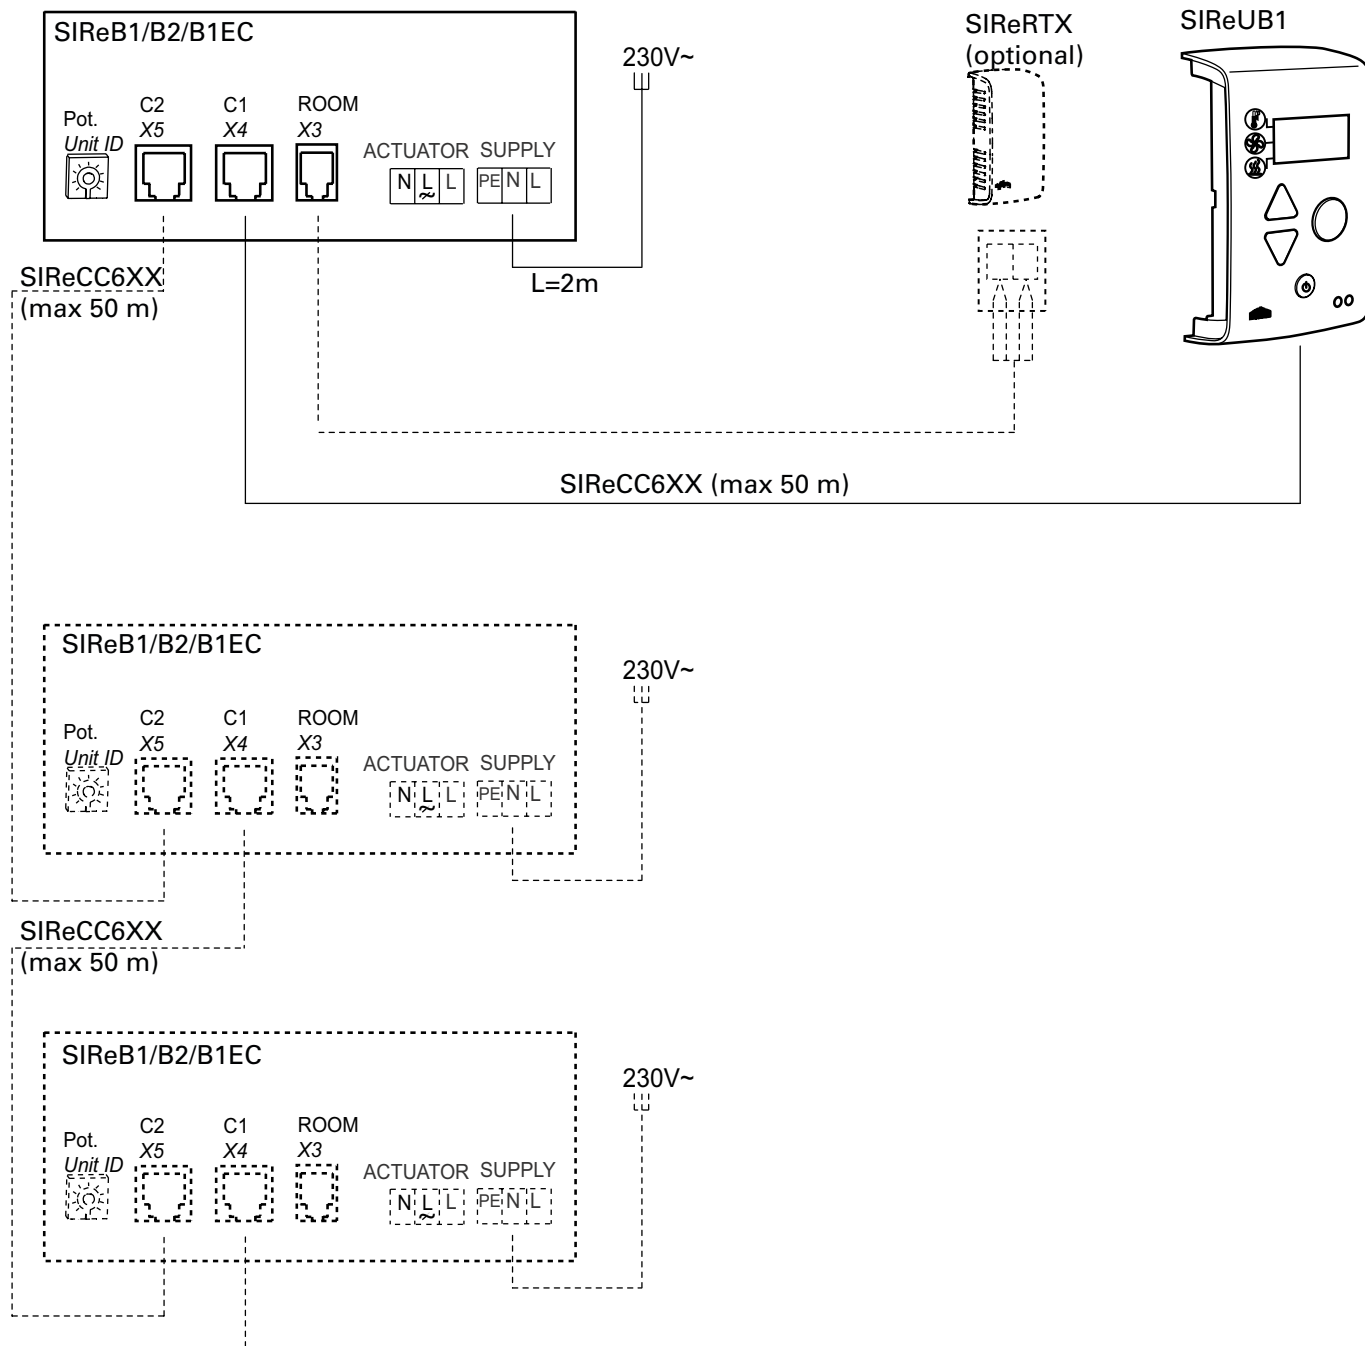 SIReB1/B2/B1EC
230V~
SIReRTX
(optional)
SIReUB1
Pot.
Unit ID
C2
X5
C1
X4
ROOM
X3
ACTUATOR
SUPPLY
N L ~ L
PE N L
L=2m
SIReCC6XX
(max 50 m)
SIReCC6XX (max 50 m)
SIReB1/B2/B1EC
230V~
Pot.
Unit ID
C2
X5
C1
X4
ROOM
X3
ACTUATOR
SUPPLY
N L ~ L
PE N L
SIReCC6XX
(max 50 m)
SIReB1/B2/B1EC
230V~
Pot.
Unit ID
C2
X5
C1
X4
ROOM
X3
ACTUATOR
SUPPLY
N L ~ L
PE N L